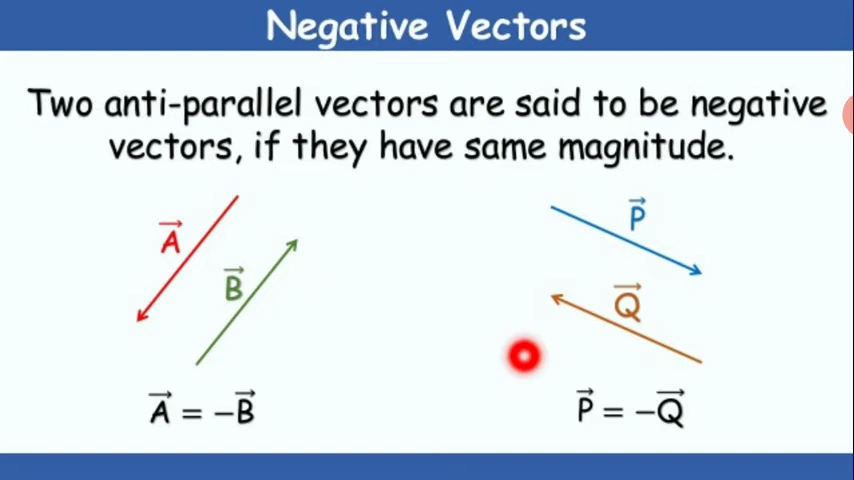 Negative Vectors
Two anti-parallel vectors are said to be negative
vectors, if they have same magnitude.
A⃗
B⃗
P⃗
Q⃗
A⃗ = −B⃗
P⃗ = −Q⃗